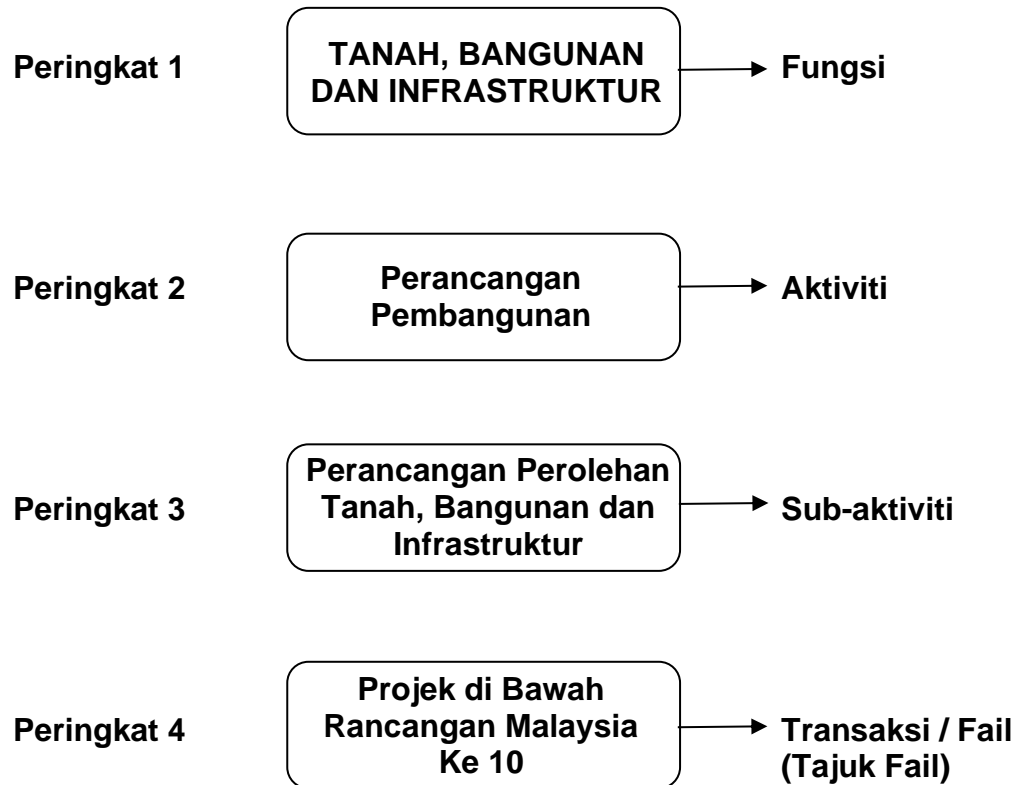 Peringkat 1
TANAH, BANGUNAN
DAN INFRASTRUKTUR
Fungsi
Peringkat 2
Perancangan
Pembangunan
Aktiviti
Peringkat 3
Perancangan Perolehan
Tanah, Bangunan dan
Infrastruktur
Sub-aktiviti
Peringkat 4
Projek di Bawah
Rancangan Malaysia
Ke 10
Transaksi / Fail
(Tajuk Fail)